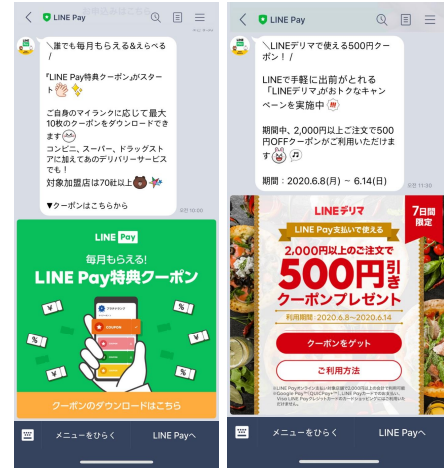 LINE Pay
＼誰でも毎月もらえる&えらべる
/
『LINE Pay特典クーポン』がスター
ト
ご自身のマイランクに応じて最大
10枚のクーポンをダウンロードでき
ます
コンビニ、スーパー、ドラッグスト
アに加えてあのデリバリーサービス
でも！
対象加盟店は70社以上
▼クーポンはこちらから
10:00
LINE Pay
毎月もらえる!
LINE Pay特典クーポン
COUPON
クーポンのダウンロードはこちら
メニューをひらく
LINE Payへ
LINE Pay
＼LINEデリマで使える500円クー
ポン！/
LINEで手軽に出前がとれる
「LINEデリマ」がおトクなキャン
ペーンを実施中
期間中、2,000円以上ご注文で500
円OFFクーポンがご利用いただけま
す
期間：2020.6.8(月) ~ 6.14(日)
11:00
LINEデリマ
7日間
限定
LINE Pay支払いで使える
2,000円以上のご注文で
500円引き
クーポンプレゼント
利用期間：2020.6.8〜2020.6.14
クーポンをゲット
ご利用方法
メニューをひらく
LINE Payへ